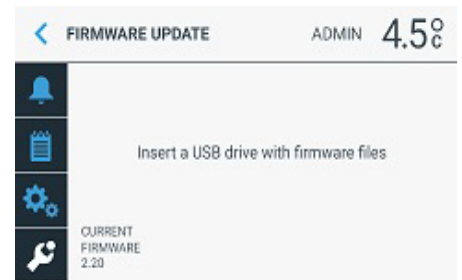 FIRMWARE UPDATE
ADMIN
4.5°C
Insert a USB drive with firmware files
CURRENT
FIRMWARE
2.20